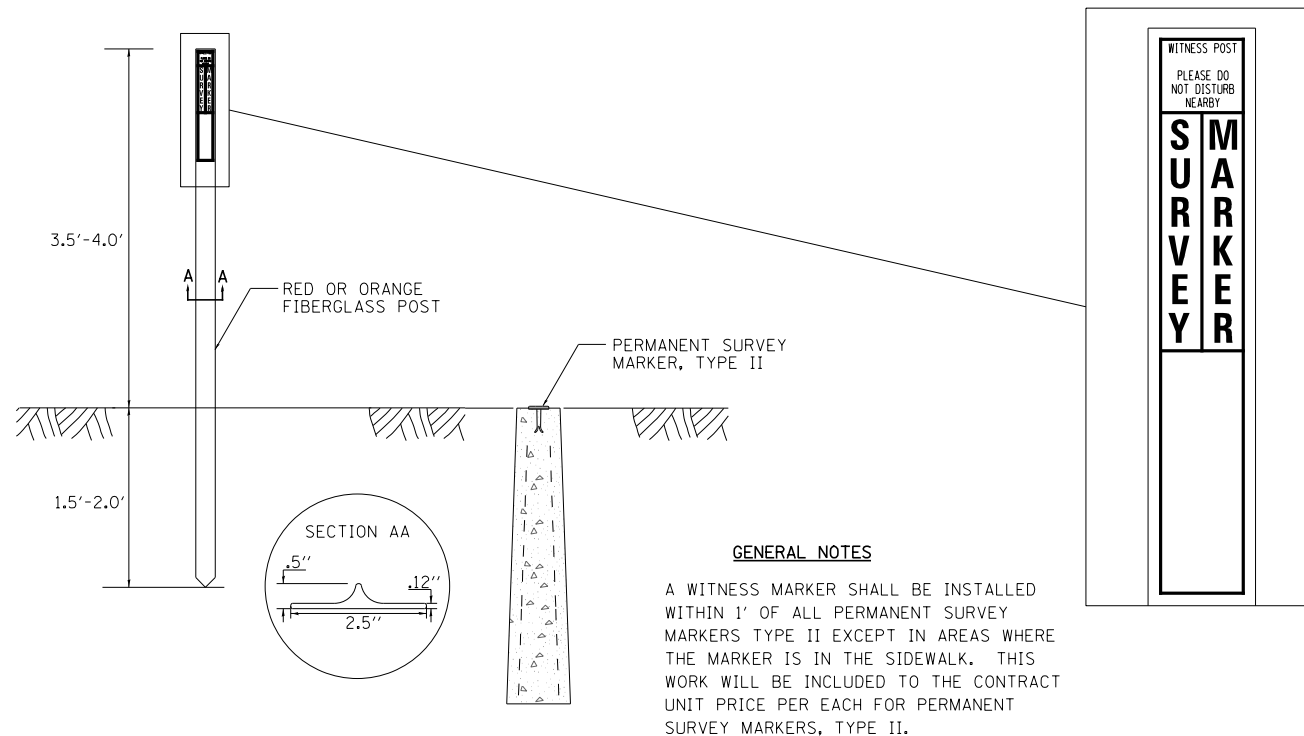 WITNESS POST
PLEASE DO
NOT DISTURB
NEARBY
SURVEY
MARKER
3.5'-4.0'
A A
RED OR ORANGE
FIBERGLASS POST
PERMANENT SURVEY
MARKER, TYPE II
1.5'-2.0'
SECTION AA
.5''
.12''
2.5''
GENERAL NOTES
A WITNESS MARKER SHALL BE INSTALLED
WITHIN 1' OF ALL PERMANENT SURVEY
MARKERS TYPE II EXCEPT IN AREAS WHERE
THE MARKER IS IN THE SIDEWALK. THIS
WORK WILL BE INCLUDED TO THE CONTRACT
UNIT PRICE PER EACH FOR PERMANENT
SURVEY MARKERS, TYPE II.